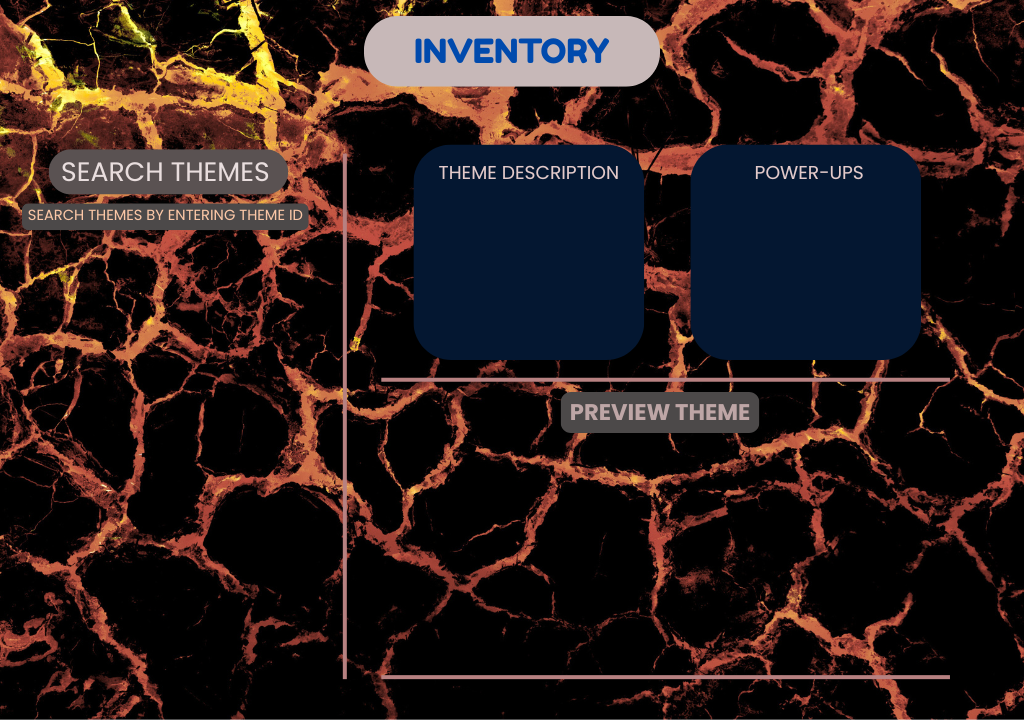 INVENTORY
SEARCH THEMES
SEARCH THEMES BY ENTERING THEME ID
THEME DESCRIPTION
POWER-UPS
PREVIEW THEME